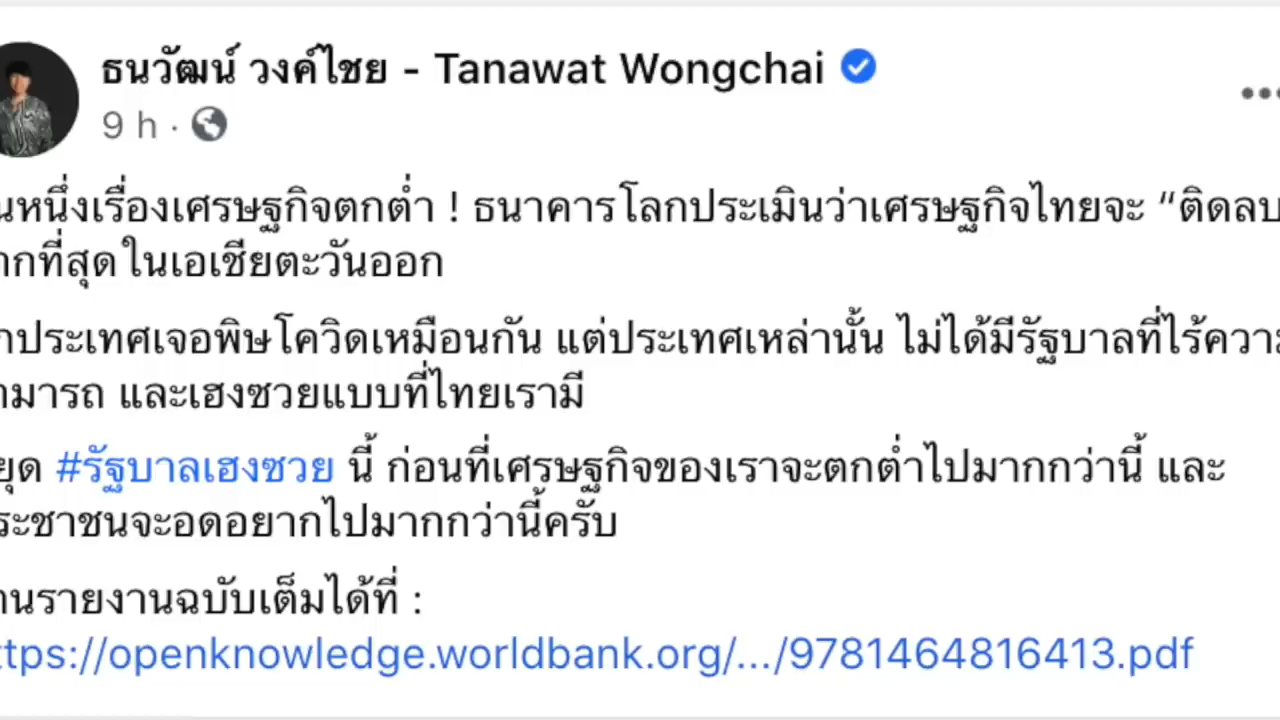 ธนวัฒน์ วงค์ไชย - Tanawat Wongchai
9 h ·
นหนึ่งเรื่องเศรษฐกิจตกต่ำ ! ธนาคารโลกประเมินว่าเศรษฐกิจไทยจะ “ติดลบ
ากที่สุดในเอเชียตะวันออก
กประเทศเจอพิษโควิดเหมือนกัน แต่ประเทศเหล่านั้น ไม่ได้มีรัฐบาลที่ไร้ความ
ามารถ และเฮงซวยแบบที่ไทยเรามี
ยุด #รัฐบาลเฮงซวย นี้ ก่อนที่เศรษฐกิจของเราจะตกต่ำไปมากกว่านี้ และ
ระชาชนจะอดอยากไปมากกว่านี้ครับ
านรายงานฉบับเต็มได้ที่ :
ttps://openknowledge.worldbank.org/.../9781464816413.pdf